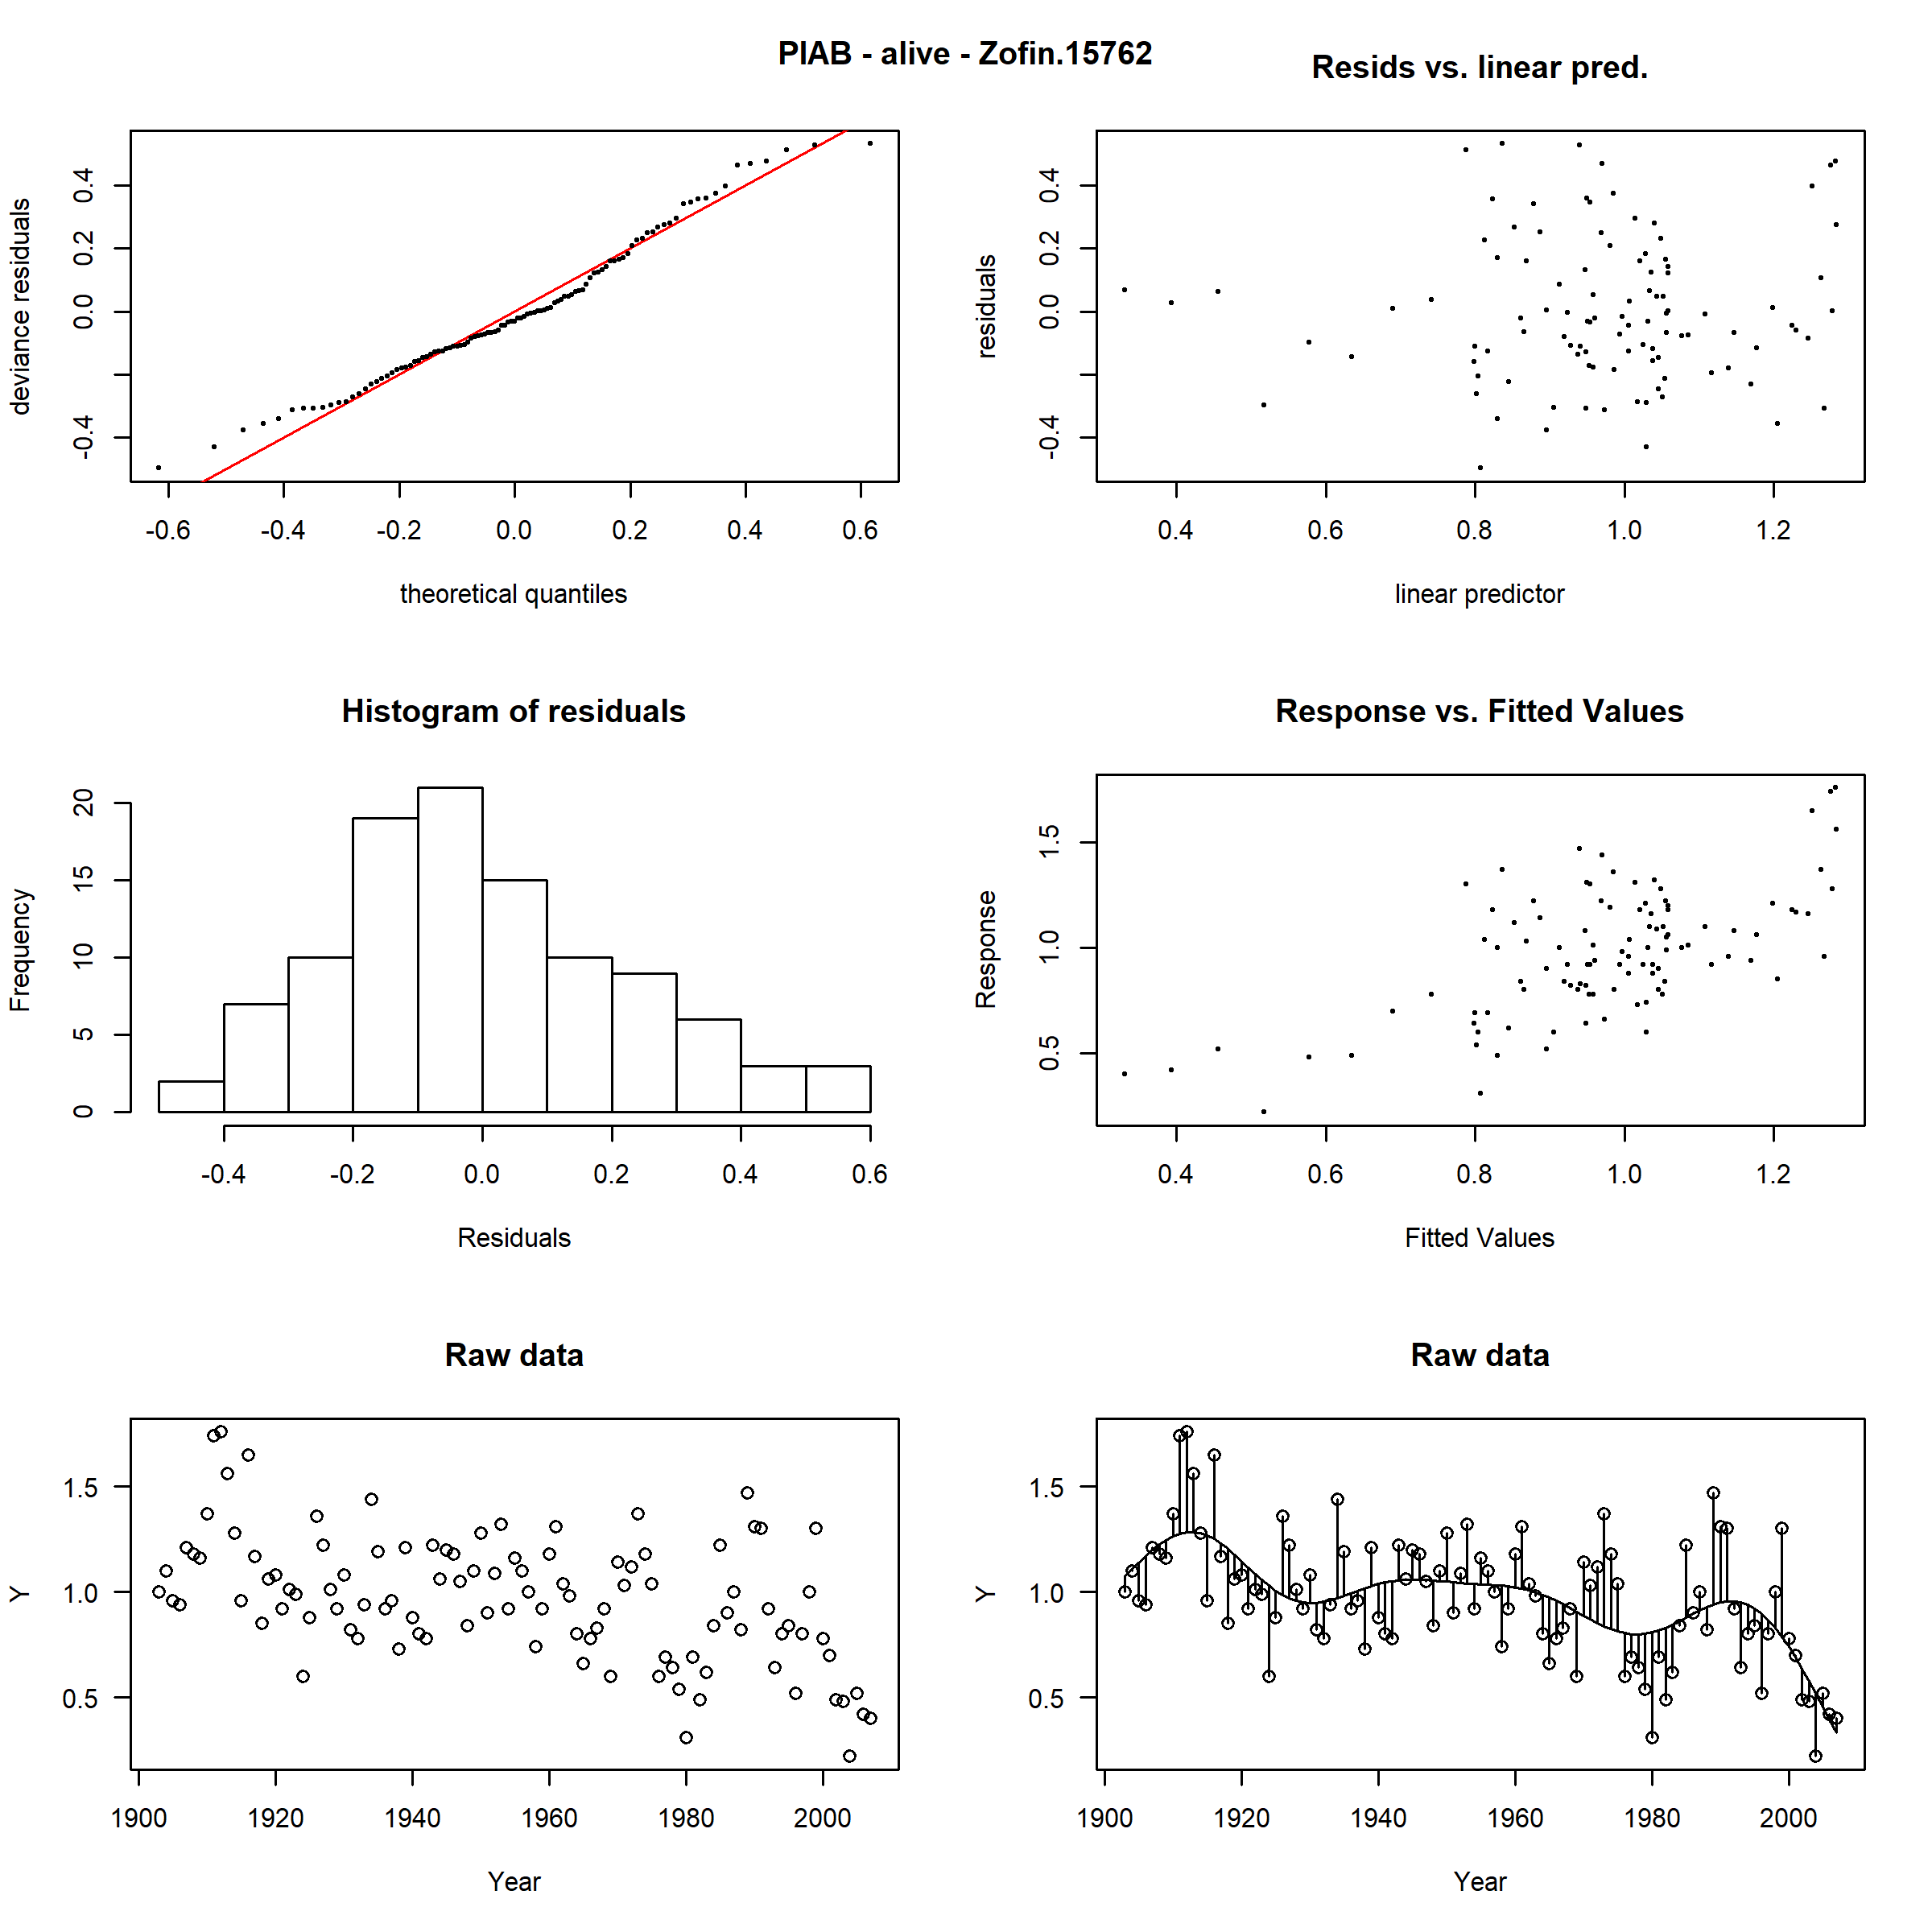 PIAB - alive - Zofin.15762
Resids vs. linear pred.
deviance residuals
-0.4 0.0 0.2 0.4
-0.6 -0.4 -0.2 0.0 0.2 0.4 0.6
theoretical quantiles
residuals
-0.4 0.0 0.2 0.4
0.4 0.6 0.8 1.0 1.2
linear predictor
Histogram of residuals
Frequency
0 5 10 15 20
-0.4 -0.2 0.0 0.2 0.4 0.6
Residuals
Response vs. Fitted Values
Response
0.5 1.0 1.5
0.4 0.6 0.8 1.0 1.2
Fitted Values
Raw data
Y
0.5 1.0 1.5
1900 1920 1940 1960 1980 2000
Year
Raw data
Y
0.5 1.0 1.5
1900 1920 1940 1960 1980 2000
Year